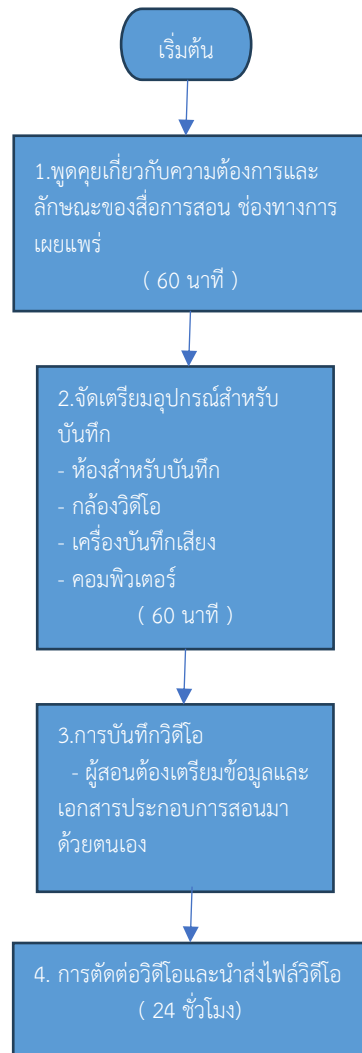 เริ่มต้น
1.พูดคุยเกี่ยวกับความต้องการและ
ลักษณะของสื่อการสอน ช่องทางการ
เผยแพร่
( 60 นาที )
2.จัดเตรียมอุปกรณ์สำหรับ
บันทึก
- ห้องสำหรับบันทึก
- กล้องวิดีโอ
- เครื่องบันทึกเสียง
- คอมพิวเตอร์
( 60 นาที )
3.การบันทึกวิดีโอ
- ผู้สอนต้องเตรียมข้อมูลและ
เอกสารประกอบการสอนมา
ด้วยตนเอง
4. การตัดต่อวิดีโอและนำส่งไฟล์วิดีโอ
( 24 ชั่วโมง)